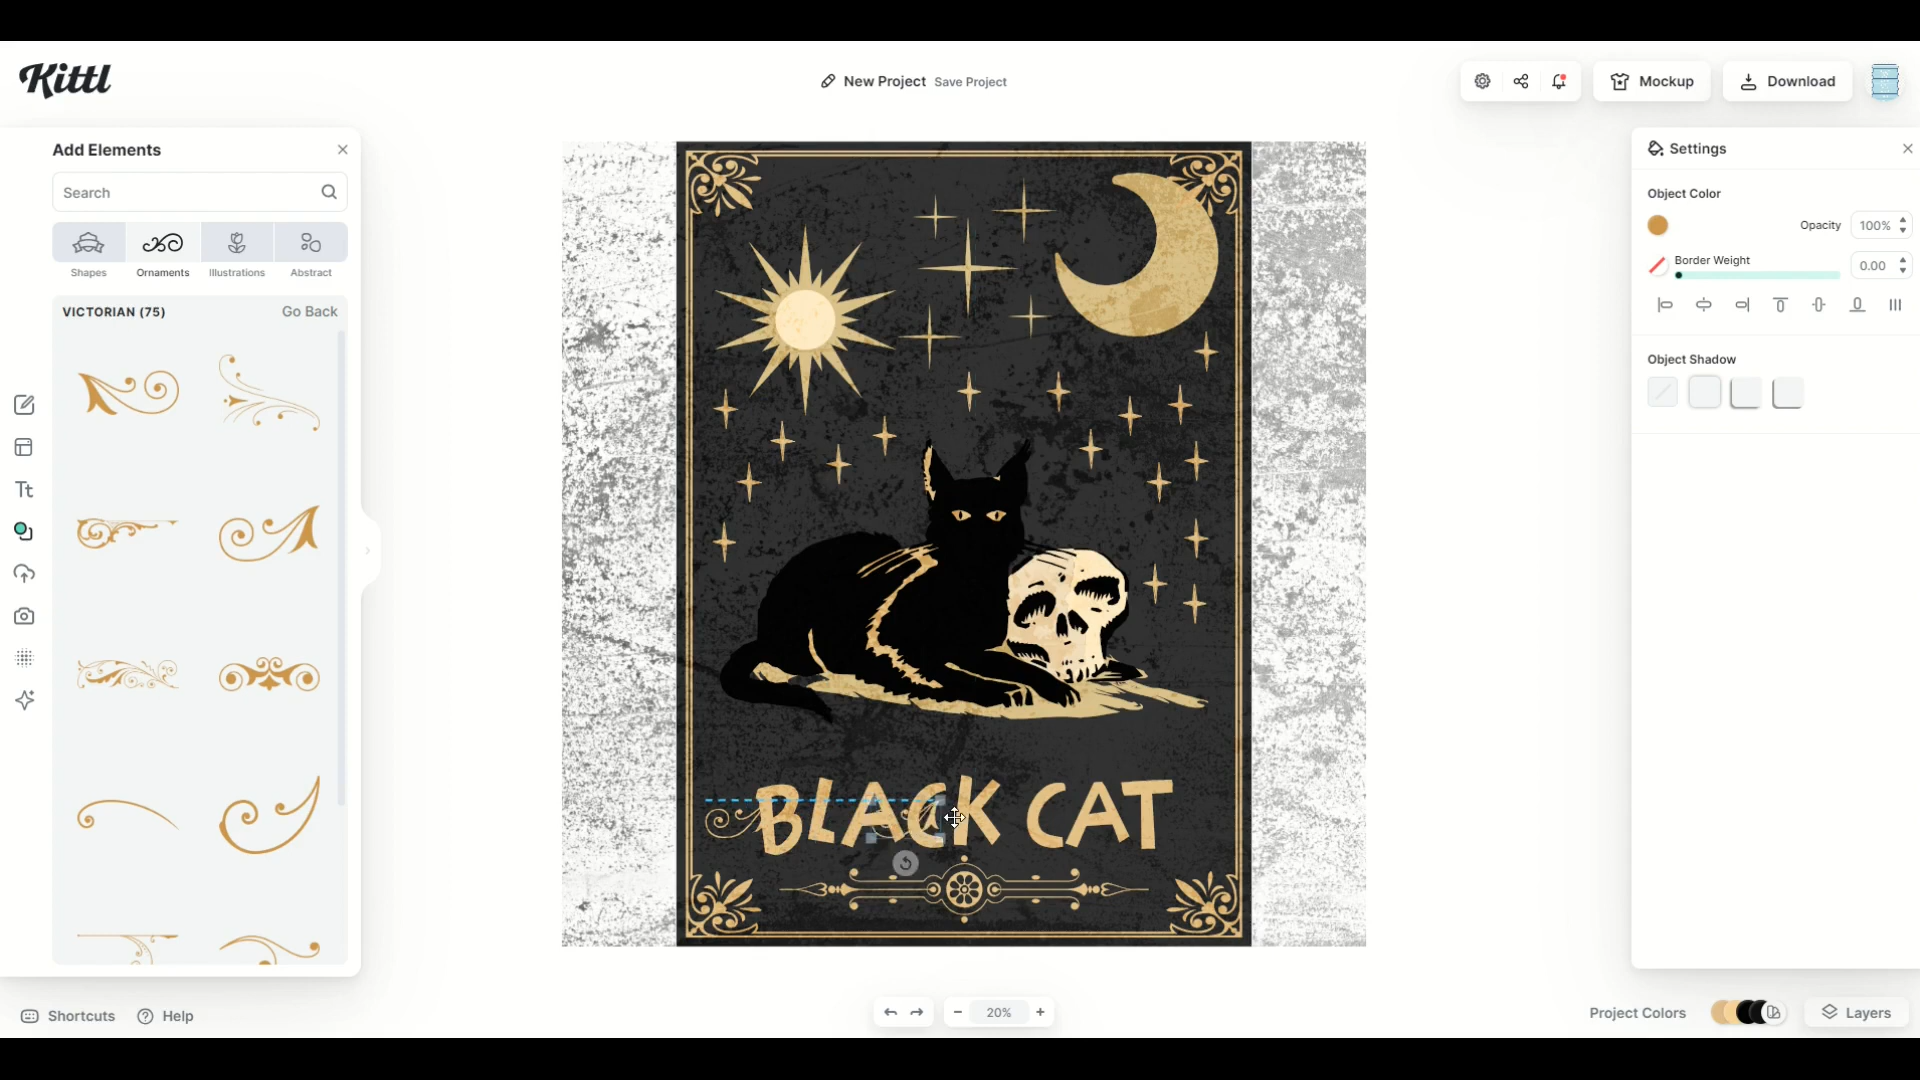 Kittl
New Project Save Project
Mockup
Download
Add Elements
Search
Shapes Ornaments Illustrations Abstract
VICTORIAN (75) Go Back
Tt
BLACK CAT
Settings
Object Color
Opacity 100%
Border Weight 0.00
Object Shadow
Shortcuts Help
20%
Project Colors
Layers